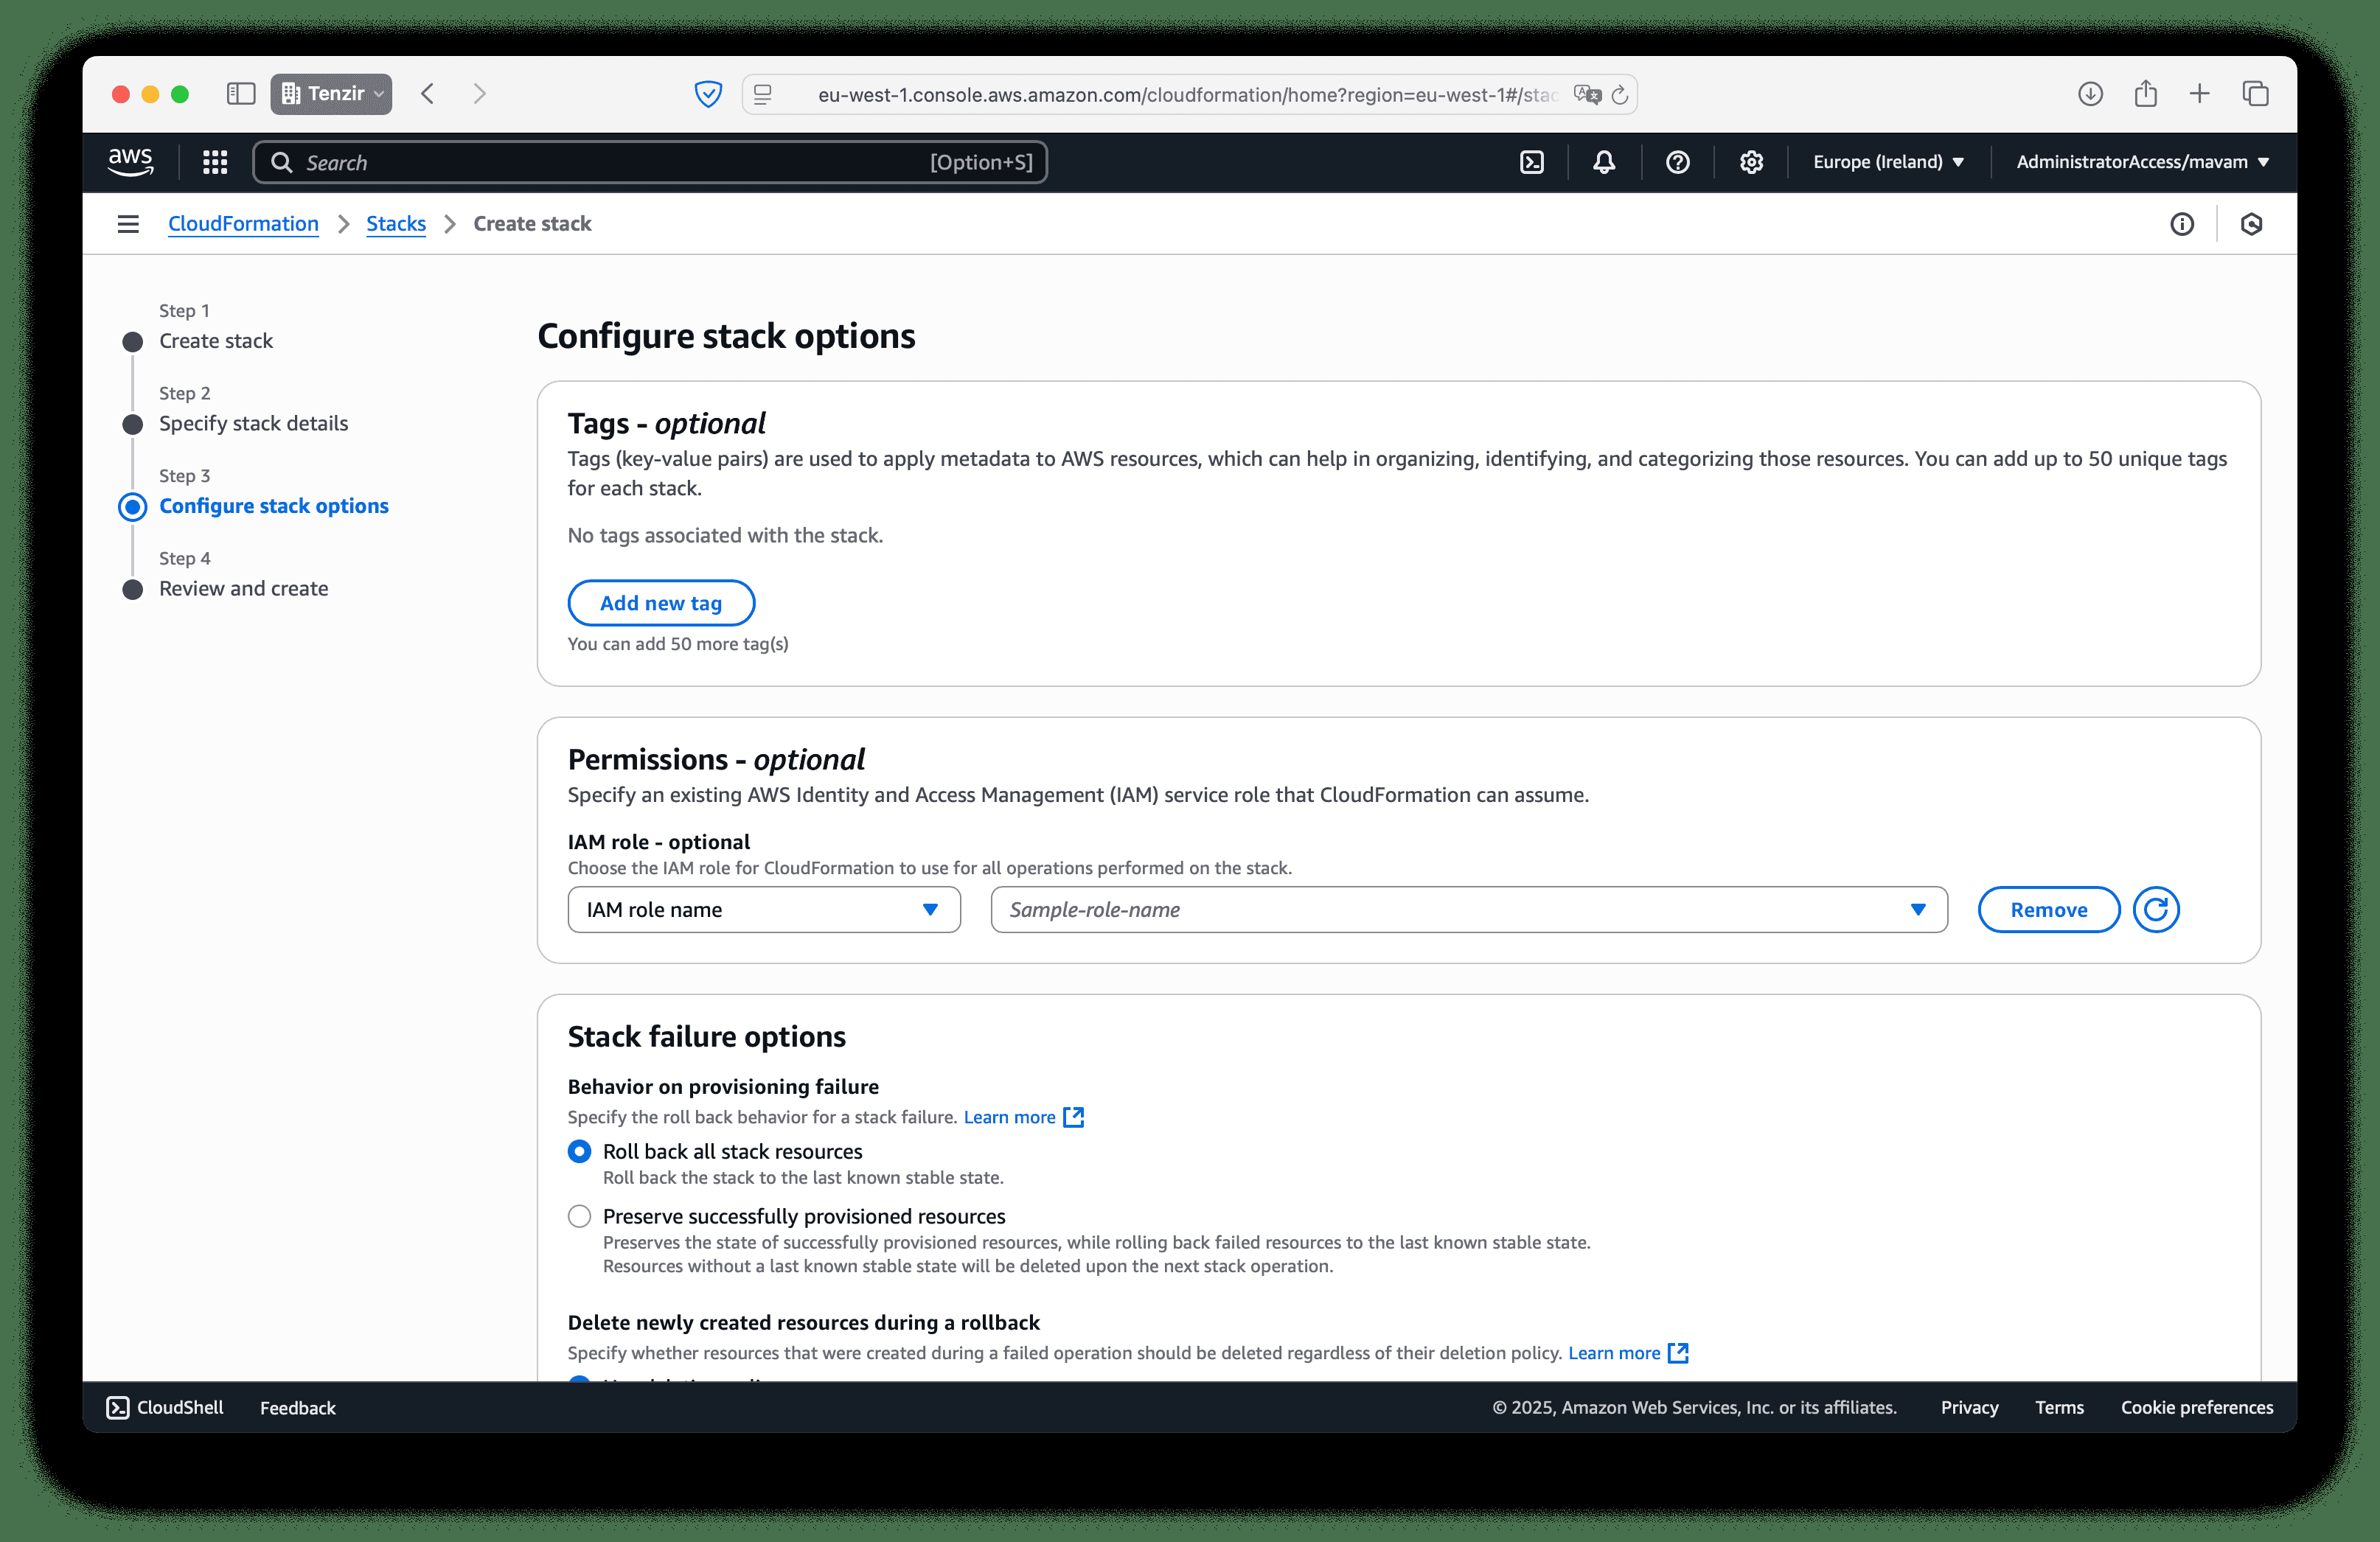 Tenzir
eu-west-1.console.aws.amazon.com/cloudformation/home?region=eu-west-1#/stac
aws
Search
[Option+S]
Europe (Ireland)
AdministratorAccess/mavam
CloudFormation
Stacks
Create stack
Step 1
Create stack
Step 2
Specify stack details
Step 3
Configure stack options
Step 4
Review and create
Configure stack options
Tags - optional
Tags (key-value pairs) are used to apply metadata to AWS resources, which can help in organizing, identifying, and categorizing those resources. You can add up to 50 unique tags
for each stack.
No tags associated with the stack.
Add new tag
You can add 50 more tag(s)
Permissions - optional
Specify an existing AWS Identity and Access Management (IAM) service role that CloudFormation can assume.
IAM role - optional
Choose the IAM role for CloudFormation to use for all operations performed on the stack.
IAM role name
Sample-role-name
Remove
Stack failure options
Behavior on provisioning failure
Specify the roll back behavior for a stack failure. Learn more
Roll back all stack resources
Roll back the stack to the last known stable state.
Preserve successfully provisioned resources
Preserves the state of successfully provisioned resources, while rolling back failed resources to the last known stable state.
Resources without a last known stable state will be deleted upon the next stack operation.
Delete newly created resources during a rollback
Specify whether resources that were created during a failed operation should be deleted regardless of their deletion policy. Learn more
CloudShell
Feedback
© 2025, Amazon Web Services, Inc. or its affiliates.
Privacy
Terms
Cookie preferences